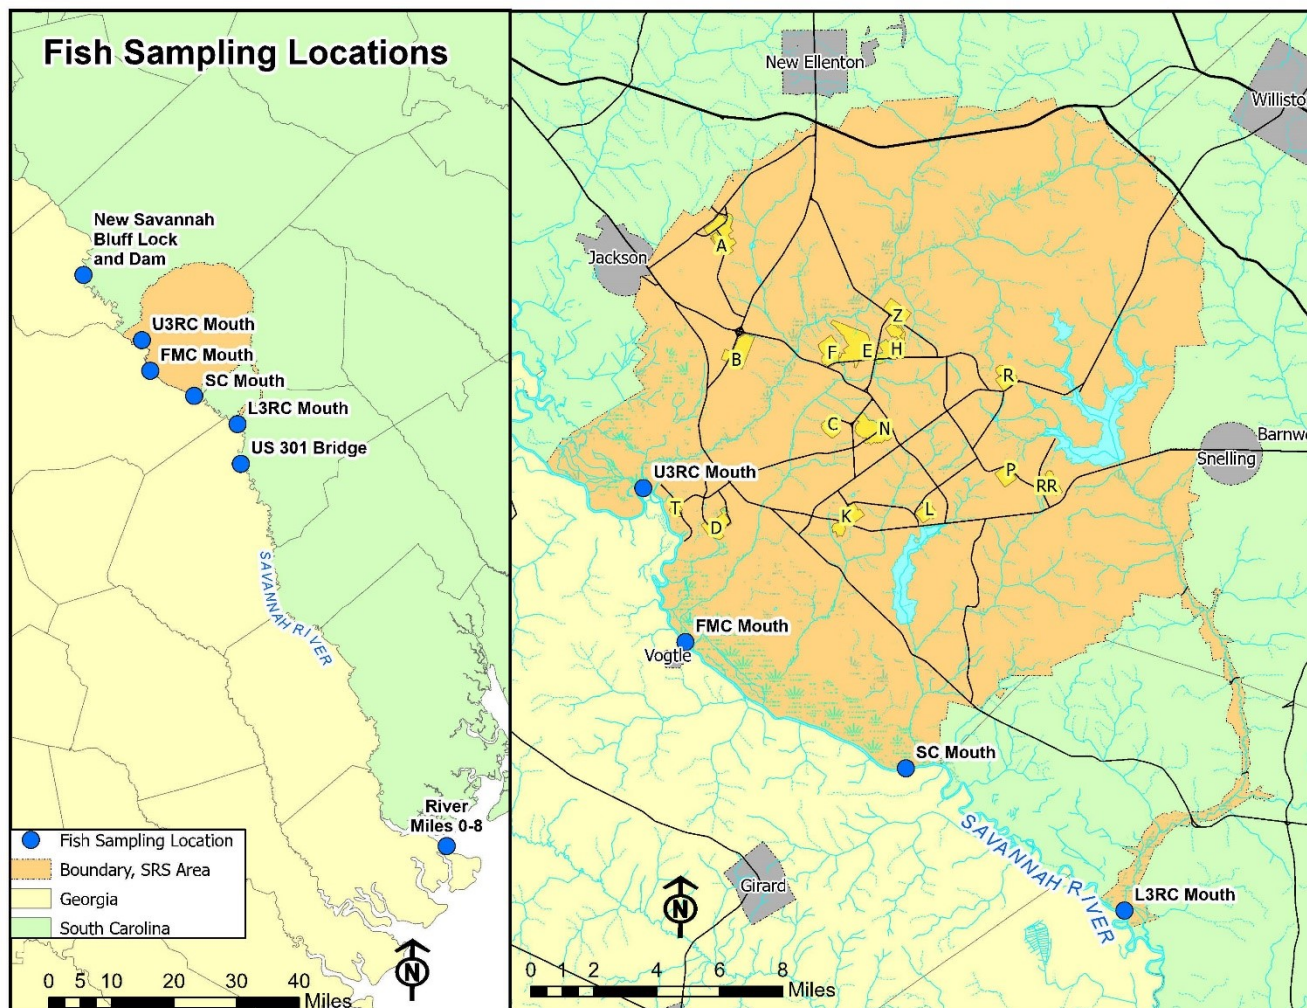 Fish Sampling Locations
New Savannah
Bluff Lock
and Dam
U3RC Mouth
FMC Mouth
SC Mouth
L3RC Mouth
US 301 Bridge
SAVANNAH RIVER
River
Miles 0-8
Fish Sampling Location
Boundary, SRS Area
Georgia
South Carolina
N
0 5 10 20 30 40
Miles
New Ellenton
Williston
Jackson
A
Z
B
F
E
H
R
C
N
Barnw
Snelling
U3RC Mouth
P
RR
T
D
K
L
FMC Mouth
Vogtle
SC Mouth
SAVANNAH RIVER
Girard
N
L3RC Mouth
0 1 2 4 6 8
Miles